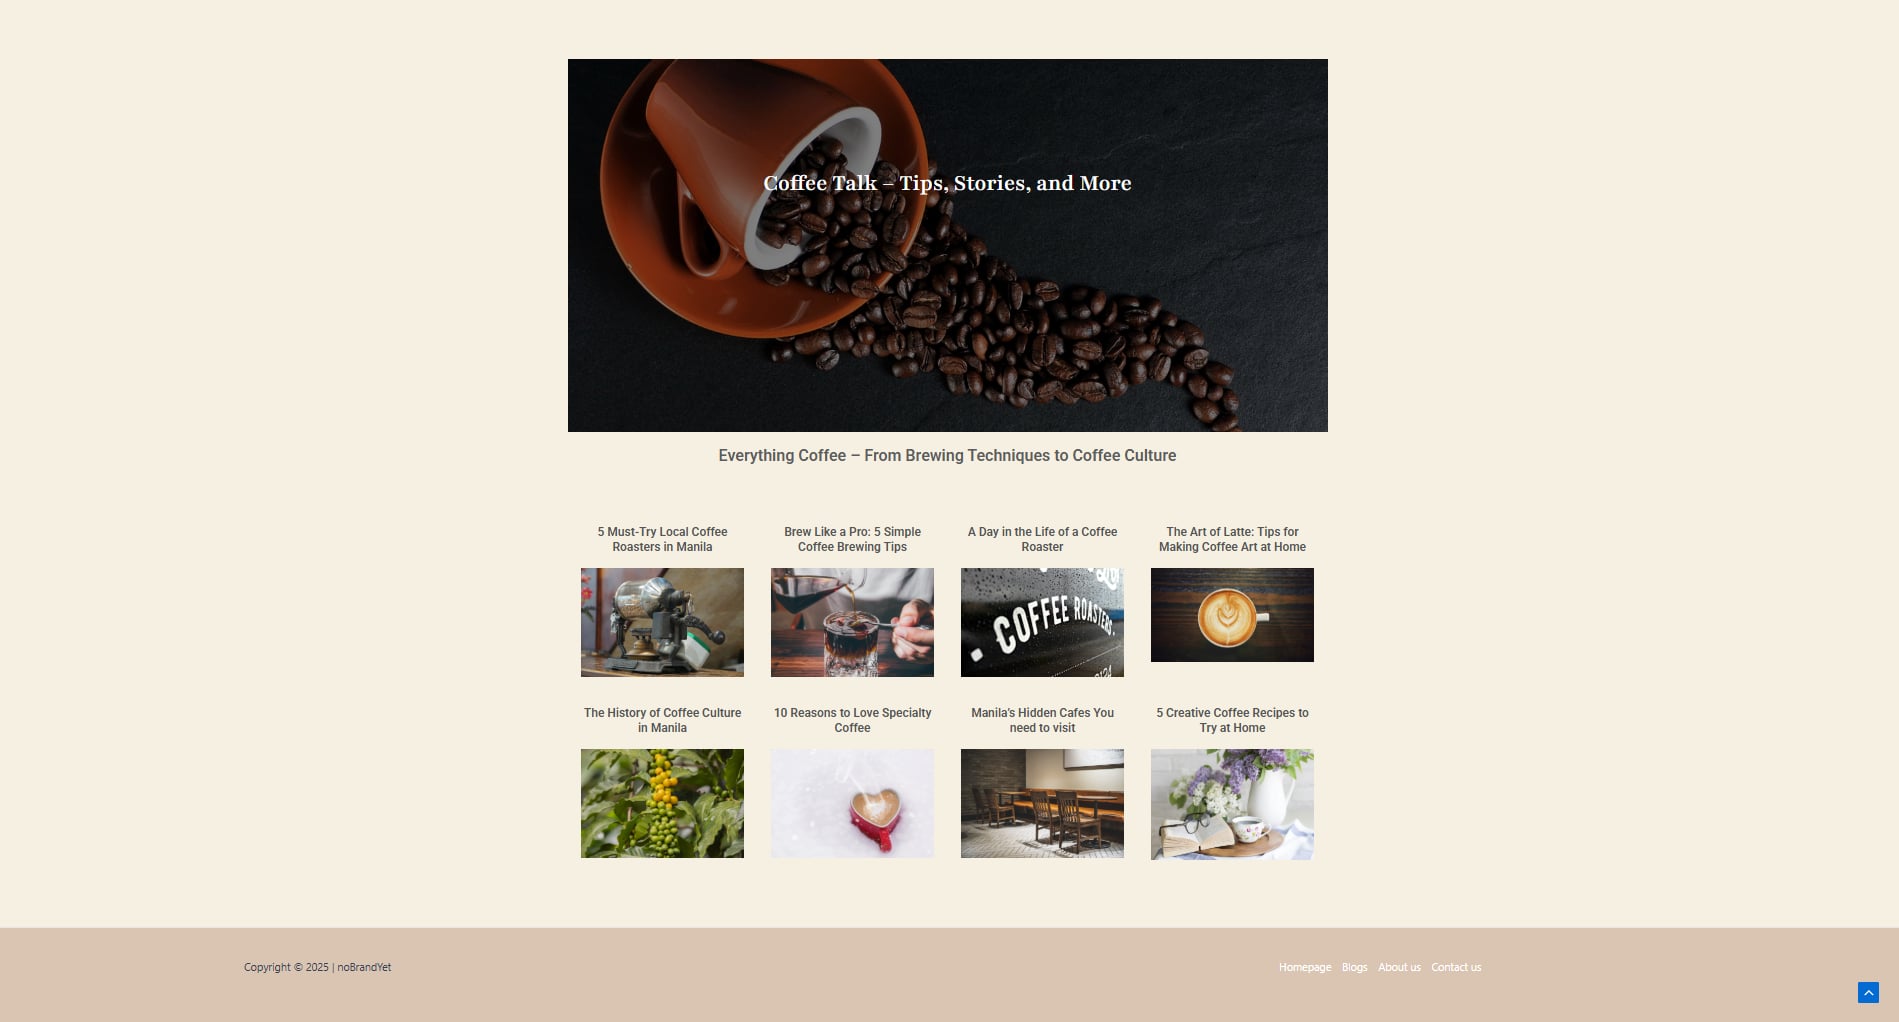 Coffee Talk – Tips, Stories, and More
Everything Coffee – From Brewing Techniques to Coffee Culture
5 Must-Try Local Coffee
Roasters in Manila
Brew Like a Pro: 5 Simple
Coffee Brewing Tips
A Day in the Life of a Coffee
Roaster
The Art of Latte: Tips for
Making Coffee Art at Home
COFFEE ROASTERS.
The History of Coffee Culture
in Manila
10 Reasons to Love Specialty
Coffee
Manila's Hidden Cafes You
need to visit
5 Creative Coffee Recipes to
Try at Home
Copyright © 2025 | noBrandYet
Homepage Blogs About us Contact us